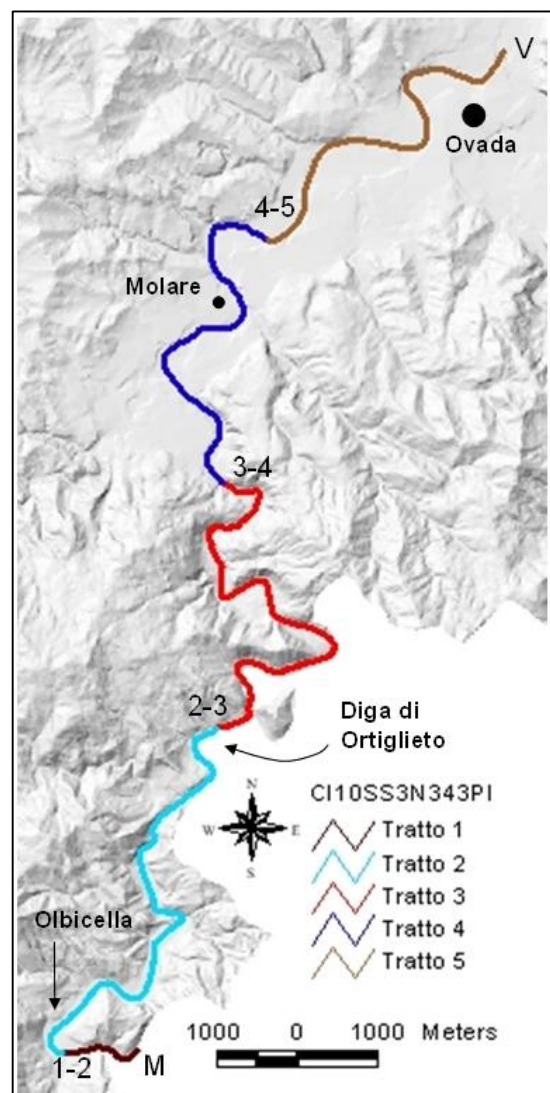 V
Ovada
4-5
Molare
3-4
2-3
Diga di
Ortiglieto
N
W E
S
CI10SS3N343PI
Tratto 1
Tratto 2
Tratto 3
Tratto 4
Tratto 5
Olbicella
1000 0 1000 Meters
1-2
M